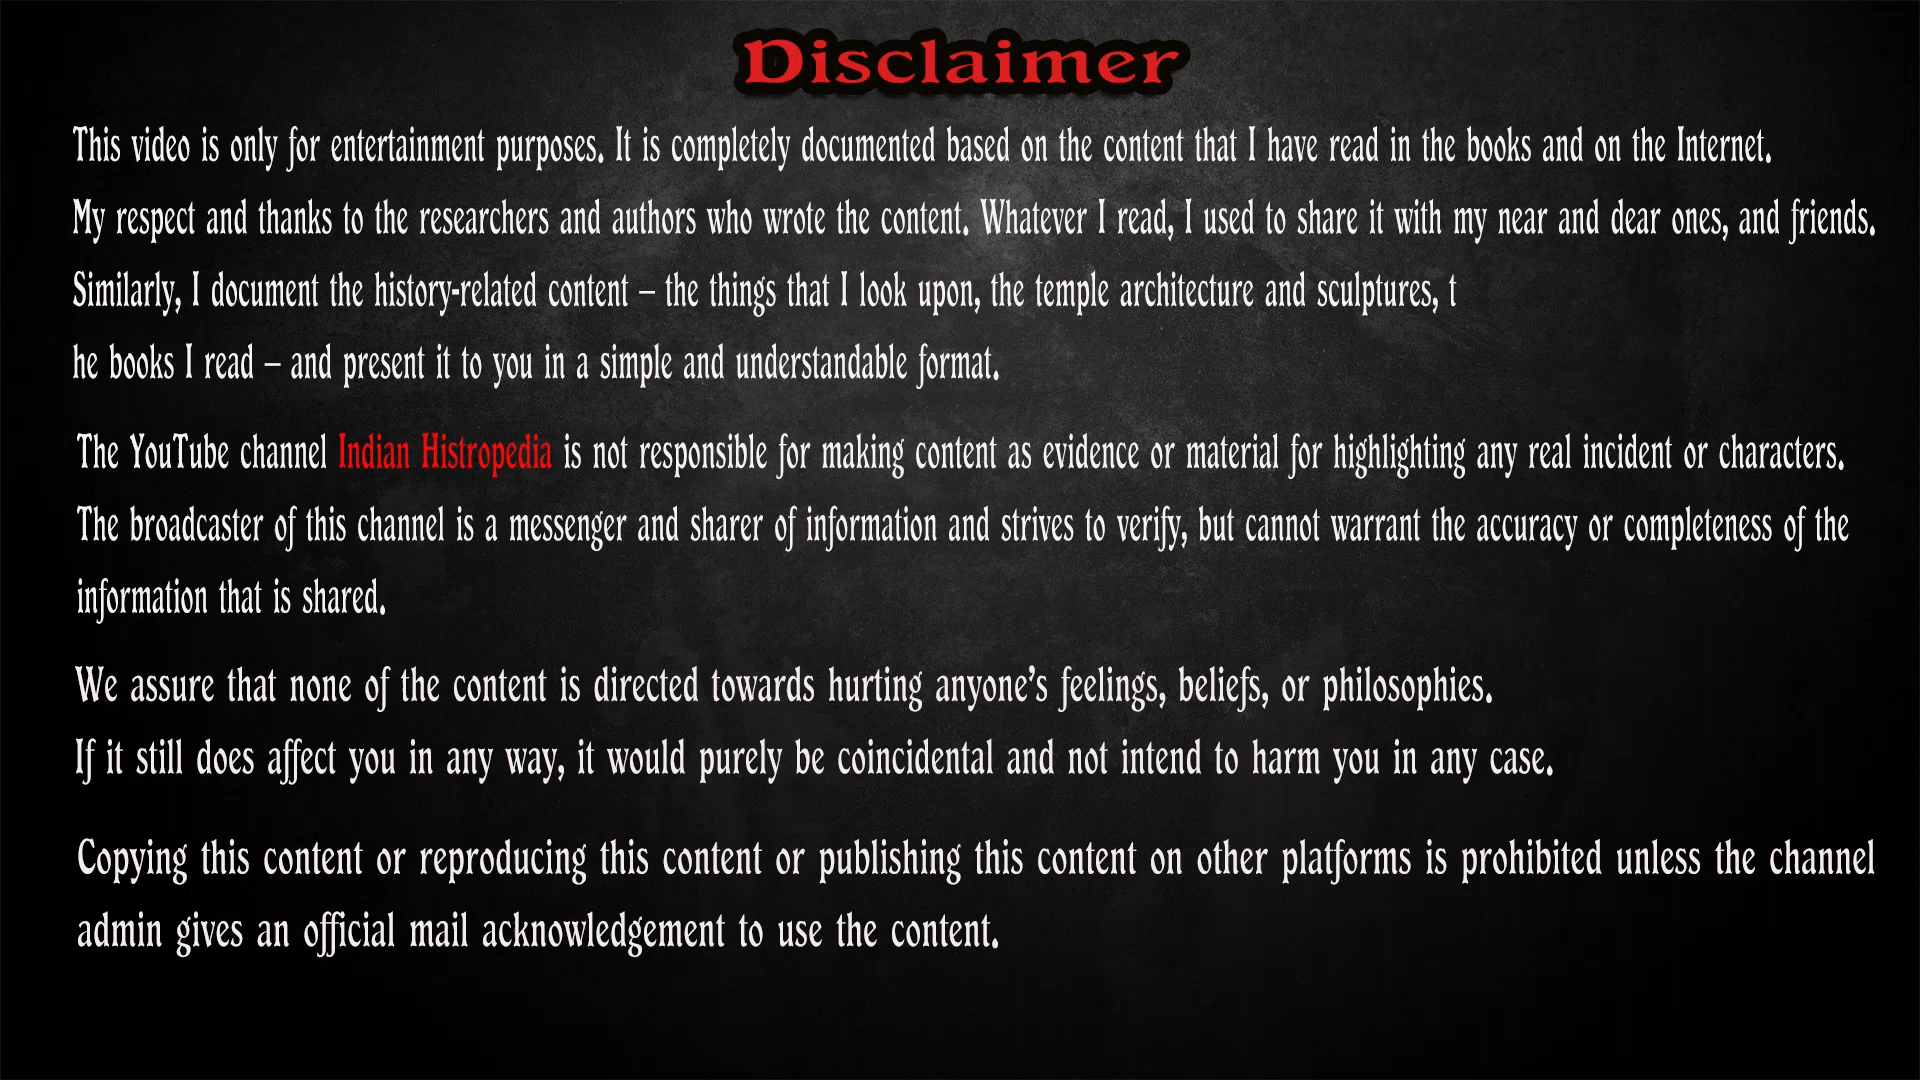 Disclaimer
This video is only for entertainment purposes. It is completely documented based on the content that I have read in the books and on the Internet.
My respect and thanks to the researchers and authors who wrote the content. Whatever I read, I used to share it with my near and dear ones, and friends.
Similarly, I document the history-related content – the things that I look upon, the temple architecture and sculptures, t
he books I read – and present it to you in a simple and understandable format.
The YouTube channel Indian Histropedia is not responsible for making content as evidence or material for highlighting any real incident or characters.
The broadcaster of this channel is a messenger and sharer of information and strives to verify, but cannot warrant the accuracy or completeness of the
information that is shared.
We assure that none of the content is directed towards hurting anyone’s feelings, beliefs, or philosophies.
If it still does affect you in any way, it would purely be coincidental and not intend to harm you in any case.
Copying this content or reproducing this content or publishing this content on other platforms is prohibited unless the channel
admin gives an official mail acknowledgement to use the content.